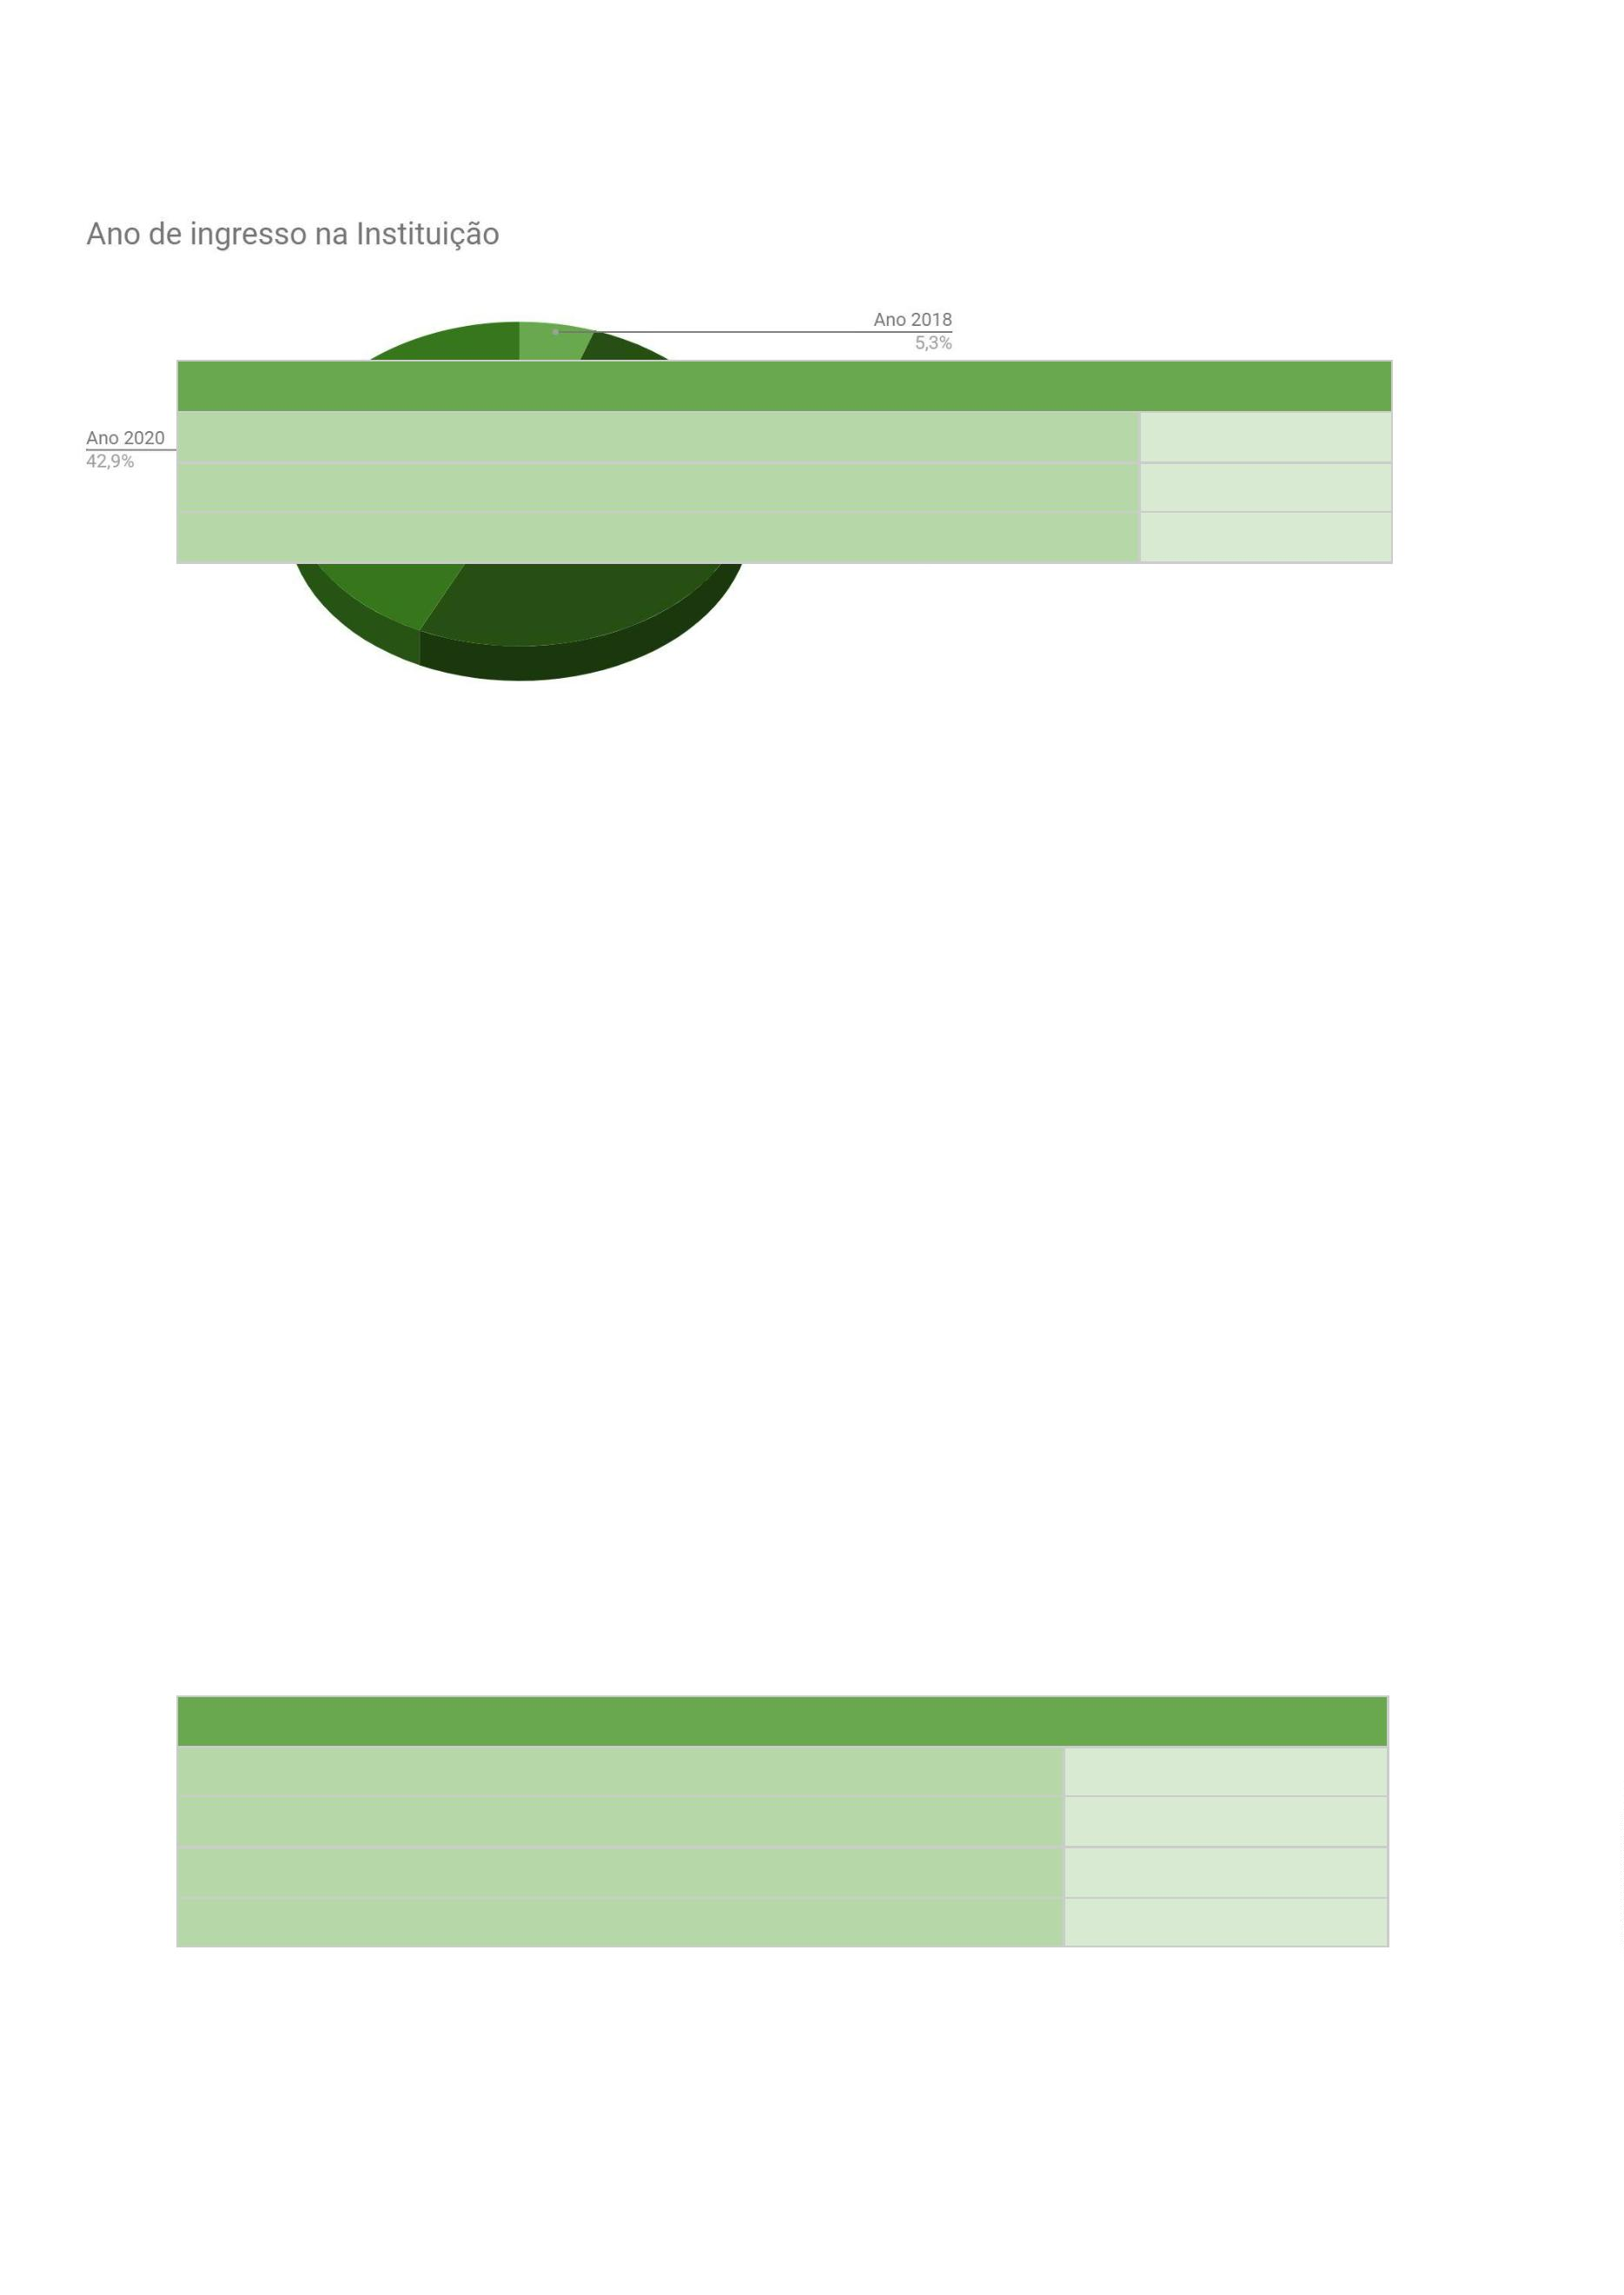 Ano de ingresso na Instituição
Ano 2018
5,3%
Ano 2020
42,9%